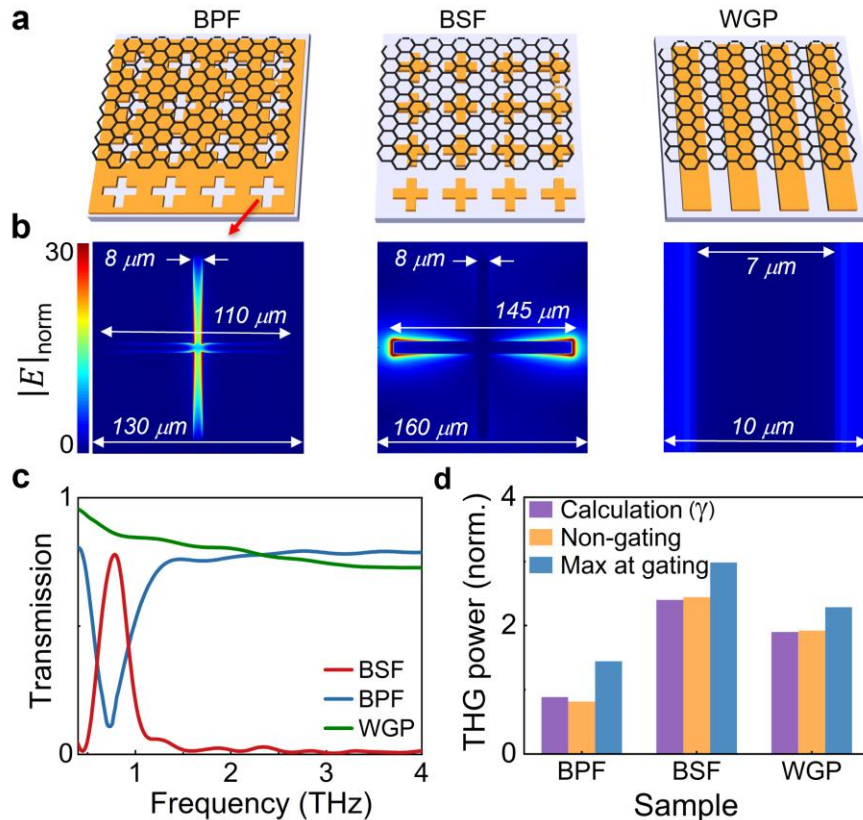 a
BPF BSF WGP
b
30
|E|norm
0
8 μm
110 μm
130 μm
8 μm
145 μm
160 μm
7 μm
10 μm
c
1
Transmission
0
BSF
BPF
WGP
1 2 3 4
Frequency (THz)
d
4
THG power (norm.)
2
0
Calculation (γ)
Non-gating
Max at gating
BPF BSF WGP
Sample